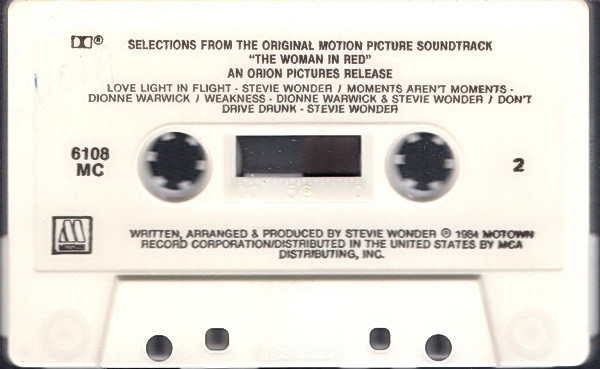 SELECTIONS FROM THE ORIGINAL MOTION PICTURE SOUNDTRACK
"THE WOMAN IN RED"
AN ORION PICTURES RELEASE
LOVE LIGHT IN FLIGHT - STEVIE WONDER / MOMENTS AREN'T MOMENTS -
DIONNE WARWICK / WEAKNESS - DIONNE WARWICK & STEVIE WONDER / DON'T
DRIVE DRUNK - STEVIE WONDER
6108
MC
2
100 50 0
M
WRITTEN, ARRANGED & PRODUCED BY STEVIE WONDER ℗ 1984 MOTOWN
RECORD CORPORATION/DISTRIBUTED IN THE UNITED STATES BY MCA
DISTRIBUTING, INC.